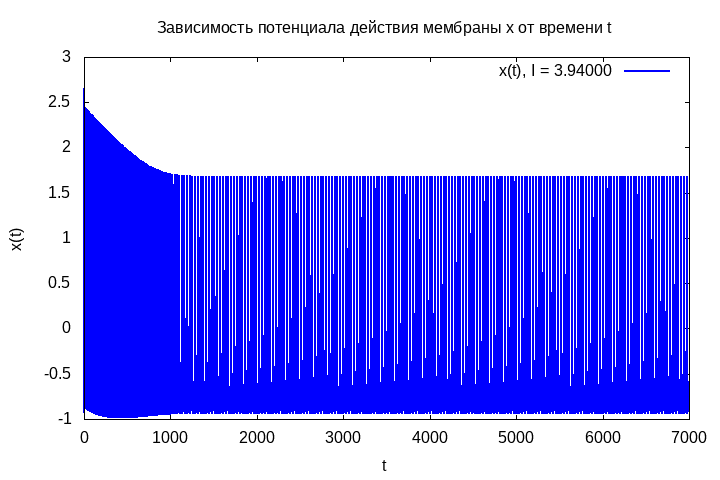 Зависимость потенциала действия мембраны x от времени t
x(t), I = 3.94000
3
2.5
2
1.5
1
0.5
0
-0.5
-1
x(t)
0 1000 2000 3000 4000 5000 6000 7000
t